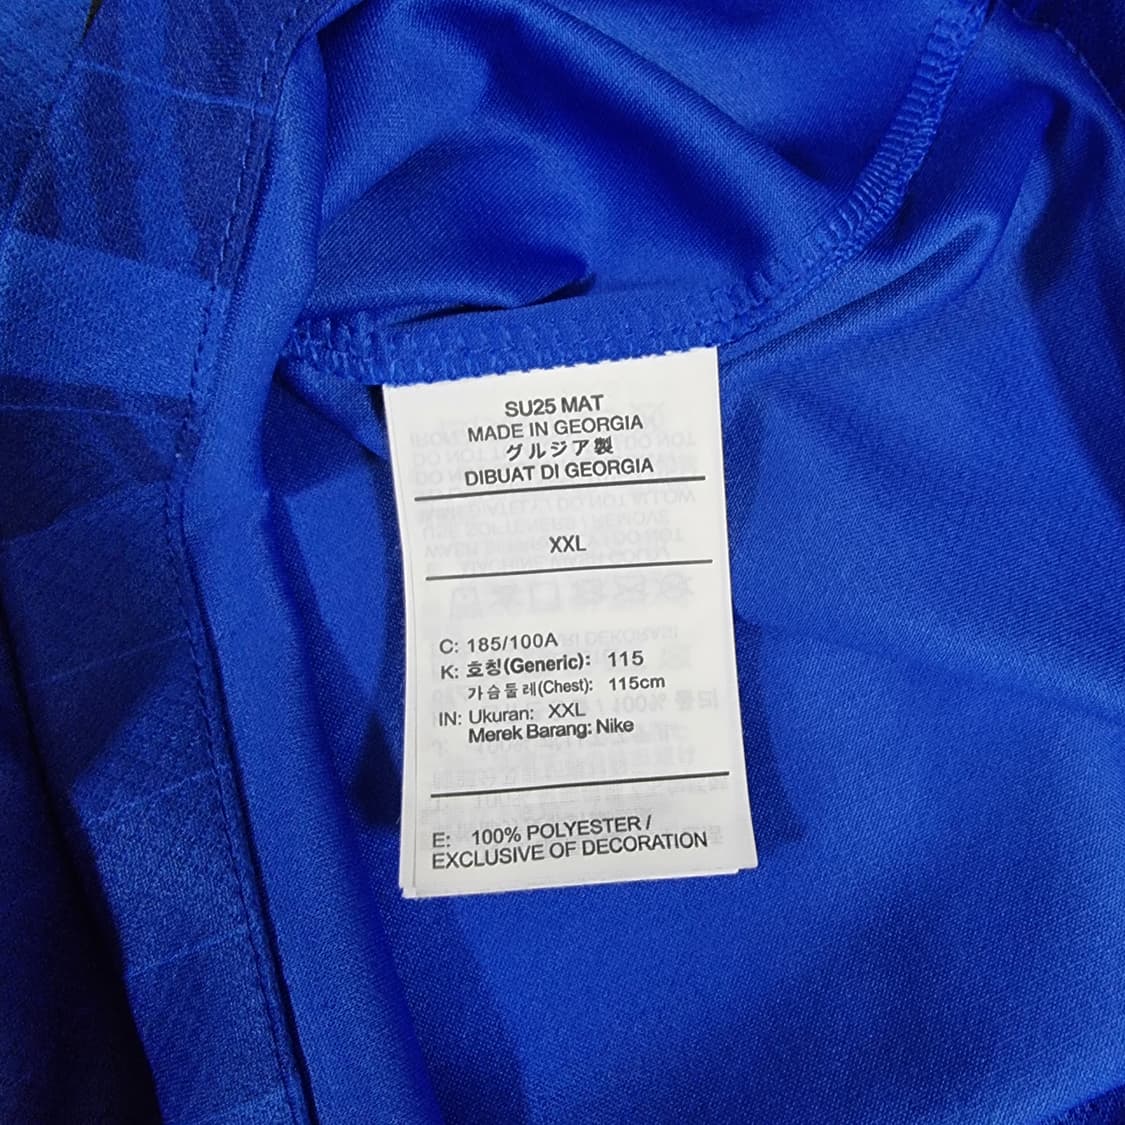 SU25 MAT
MADE IN GEORGIA
グルジア製
DIBUAT DI GEORGIA
XXL
C: 185/100A
K: 호칭(Generic): 115
가슴둘레(Chest): 115cm
IN: Ukuran: XXL
Merek Barang: Nike
E: 100% POLYESTER /
EXCLUSIVE OF DECORATION